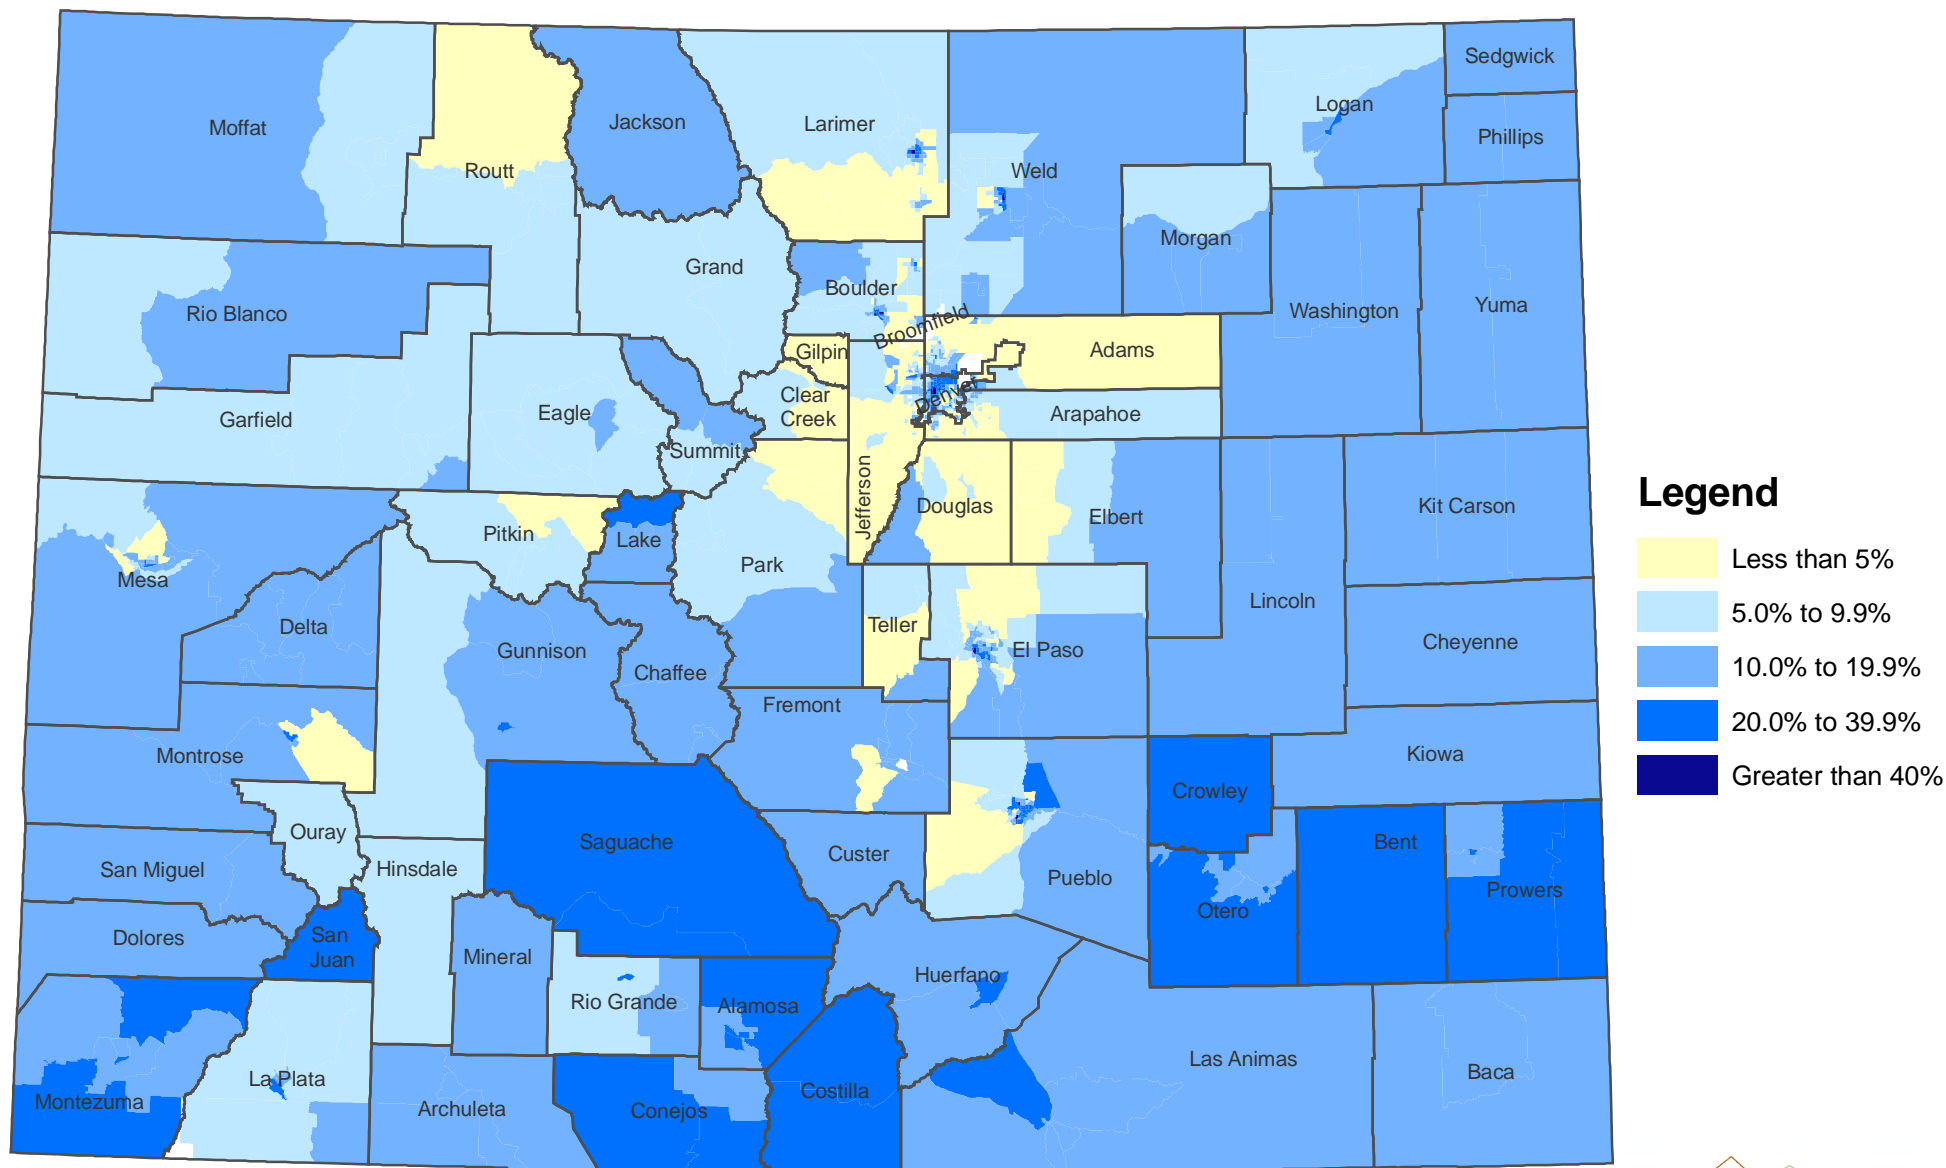 Sedgwick
Logan
Moffat
Jackson
Larimer
Phillips
Routt
Weld
Morgan
Grand
Boulder
Rio Blanco
Washington
Yuma
Broomfield
Gilpin
Adams
Clear
Creek
Denver
Garfield
Eagle
Arapahoe
Summit
Jefferson
Douglas
Elbert
Kit Carson
Pitkin
Lake
Park
Mesa
Delta
Teller
Lincoln
Gunnison
El Paso
Cheyenne
Chaffee
Fremont
Montrose
Kiowa
Crowley
Ouray
Saguache
Bent
Custer
San Miguel
Hinsdale
Pueblo
Prowers
Otero
Dolores
San
Juan
Mineral
Huerfano
Rio Grande
Alamosa
Las Animas
La Plata
Costilla
Baca
Montezuma
Archuleta
Conejos
Legend
Less than 5%
5.0% to 9.9%
10.0% to 19.9%
20.0% to 39.9%
Greater than 40%